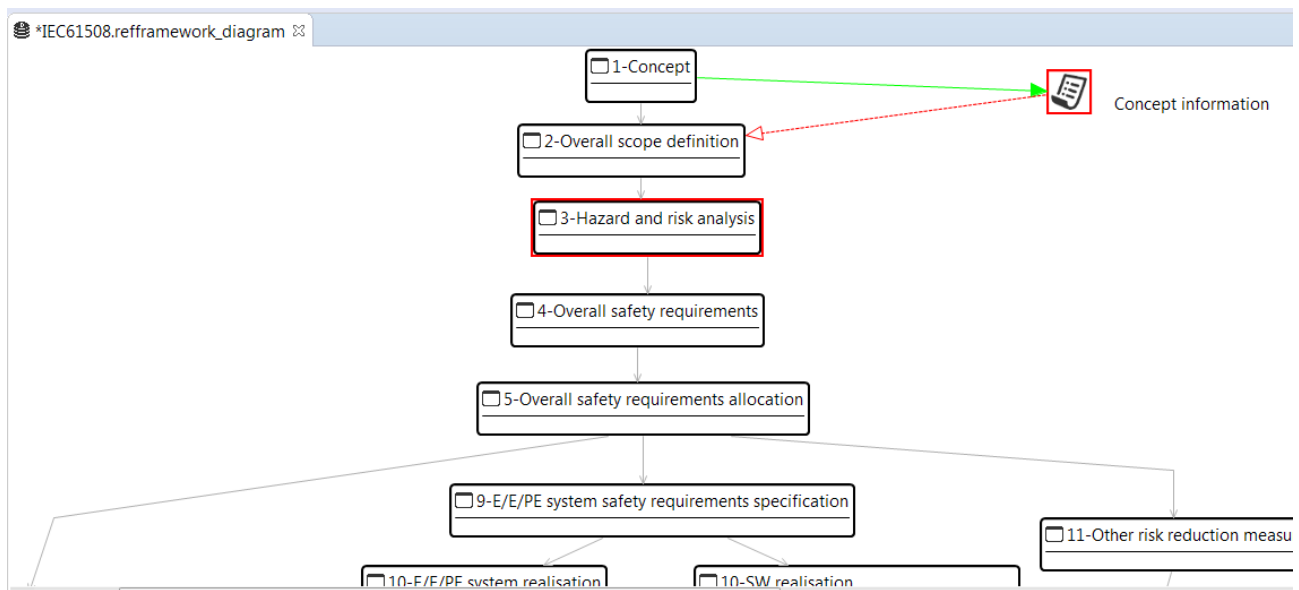 *IEC61508.refframework_diagram
1-Concept
Concept information
2-Overall scope definition
3-Hazard and risk analysis
4-Overall safety requirements
5-Overall safety requirements allocation
9-E/E/PE system safety requirements specification
11-Other risk reduction measu
10-E/E/PE system realisation
10-SW realisation